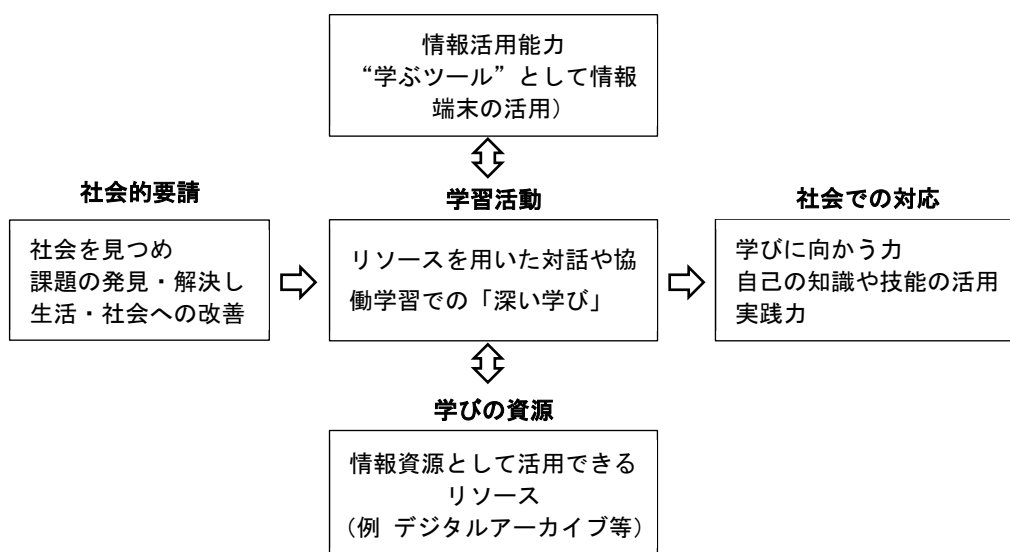 情報活用能力
“学ぶツール”として情報
端末の活用)
社会的要請
社会を見つめ
課題の発見・解決し
生活・社会への改善
学習活動
リソースを用いた対話や協
働学習での「深い学び」
社会での対応
学びに向かう力
自己の知識や技能の活用
実践力
学びの資源
情報資源として活用できる
リソース
(例 デジタルアーカイブ等)